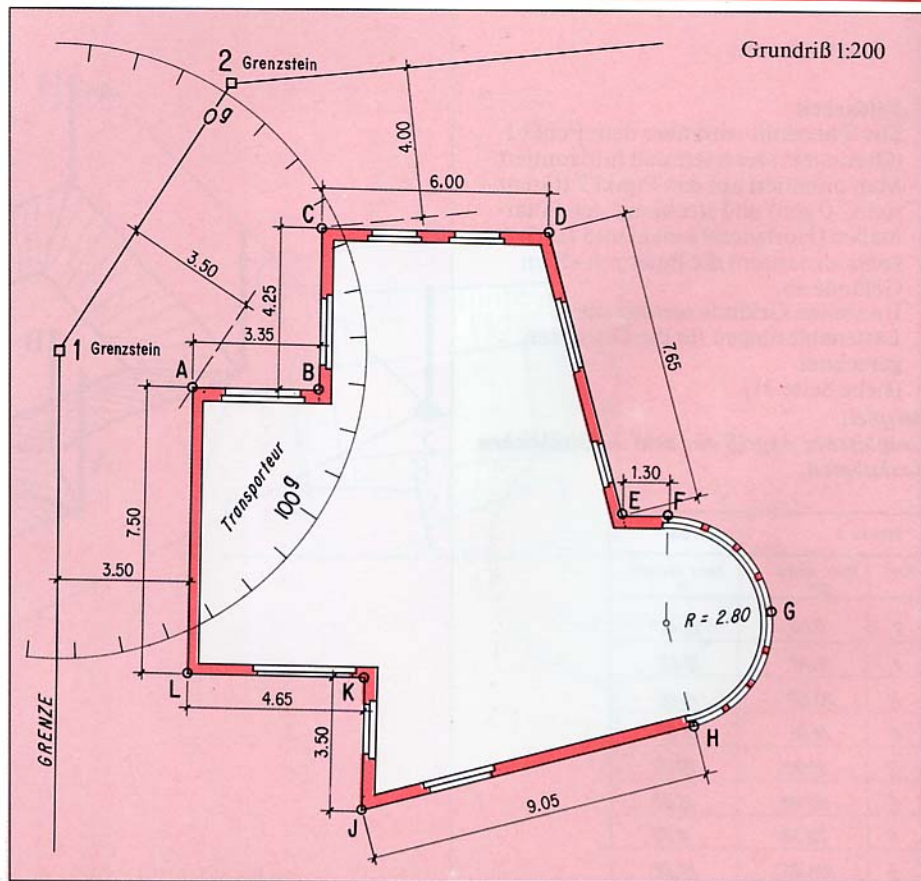 Grundriß 1:200
2 Grenzstein
0g
4.00
6.00
C
D
3.50
4.25
3.35
1 Grenzstein
A
B
7.65
Transporteur
100g
1.30
E
F
7.50
3.50
G
R = 2.80
L
4.65
K
3.50
H
GRENZE
9.05
J